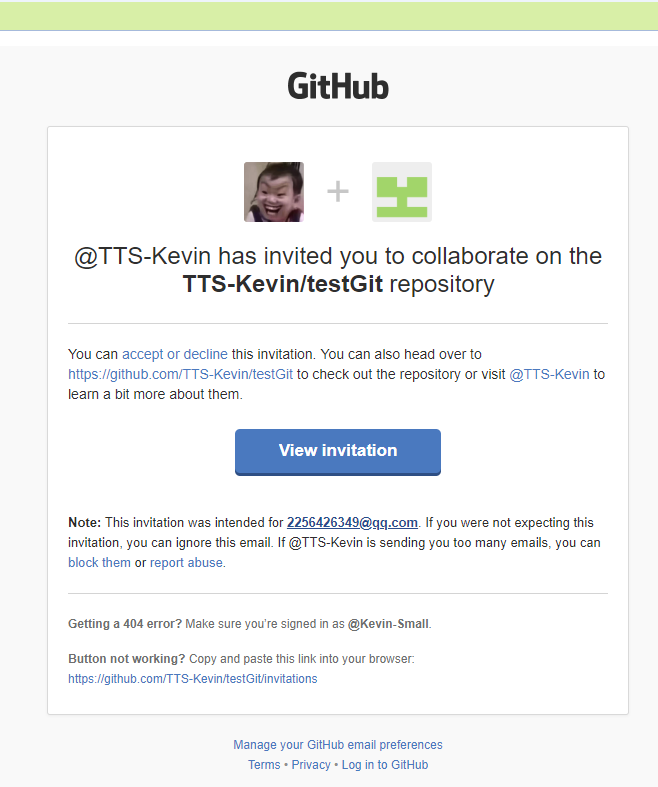 GitHub
@TTS-Kevin has invited you to collaborate on the
TTS-Kevin/testGit repository
You can accept or decline this invitation. You can also head over to
https://github.com/TTS-Kevin/testGit to check out the repository or visit @TTS-Kevin to
learn a bit more about them.
View invitation
Note: This invitation was intended for 2256426349@qq.com. If you were not expecting this
invitation, you can ignore this email. If @TTS-Kevin is sending you too many emails, you can
block them or report abuse.
Getting a 404 error? Make sure you’re signed in as @Kevin-Small.
Button not working? Copy and paste this link into your browser:
https://github.com/TTS-Kevin/testGit/invitations
Manage your GitHub email preferences
Terms • Privacy • Log in to GitHub